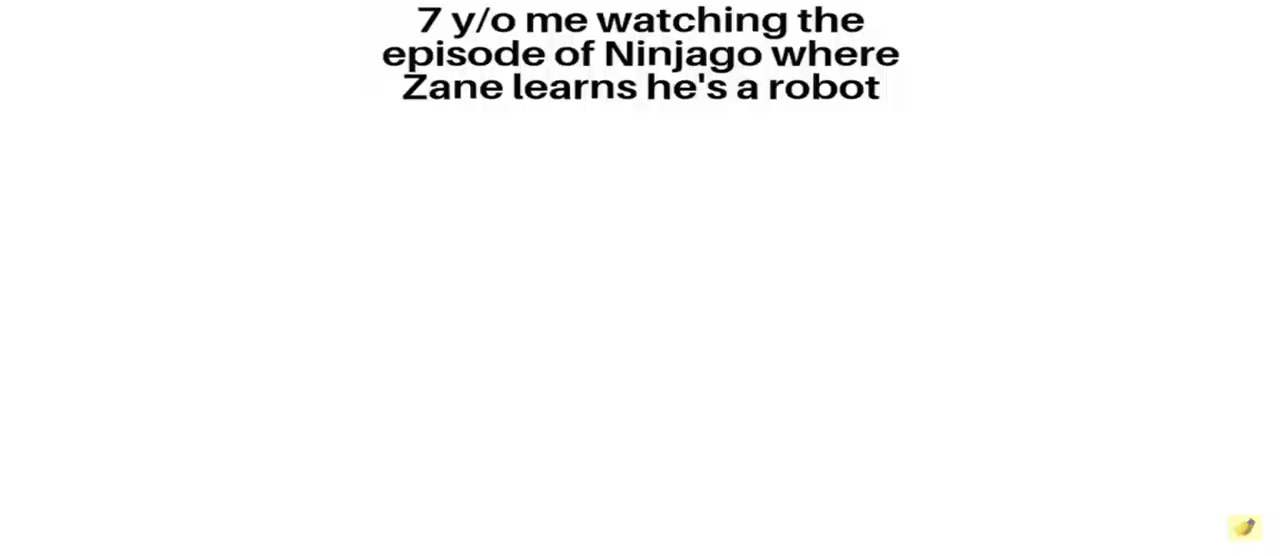 7 y/o me watching the
episode of Ninjago where
Zane learns he's a robot